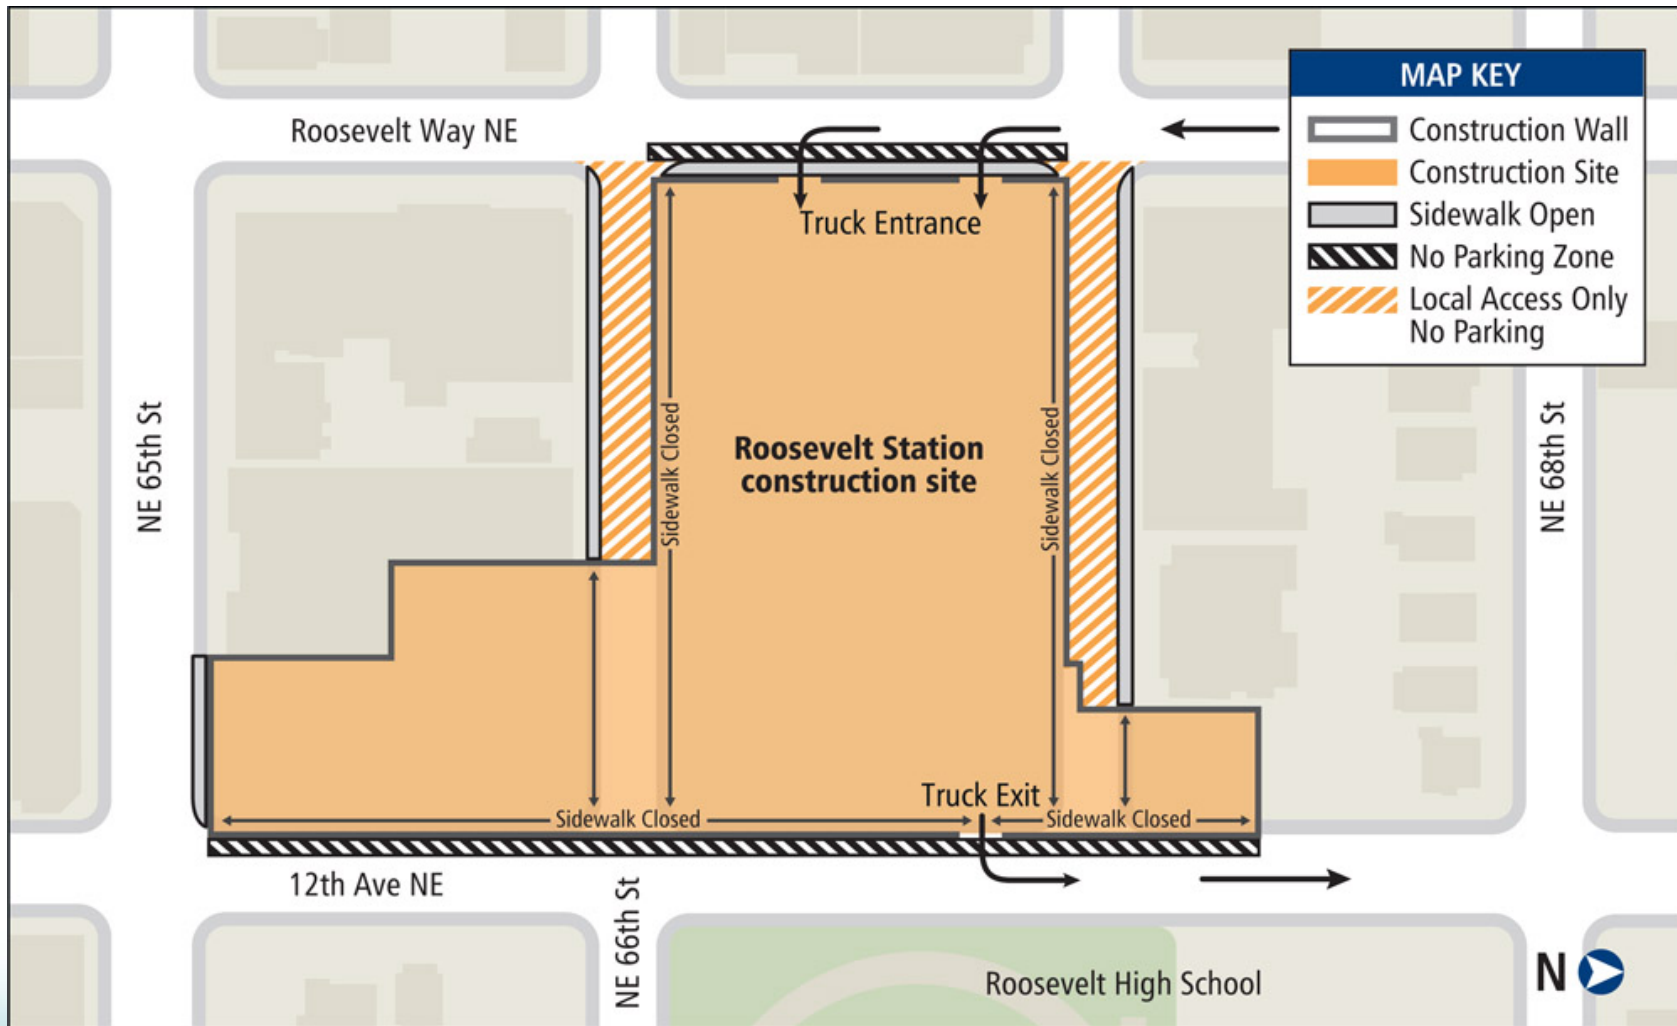 MAP KEY
Construction Wall
Construction Site
Sidewalk Open
No Parking Zone
Local Access Only
No Parking
Roosevelt Way NE
Truck Entrance
NE 65th St
Sidewalk Closed
Roosevelt Station
construction site
Sidewalk Closed
NE 68th St
Truck Exit
Sidewalk Closed
Sidewalk Closed
12th Ave NE
NE 66th St
Roosevelt High School
N